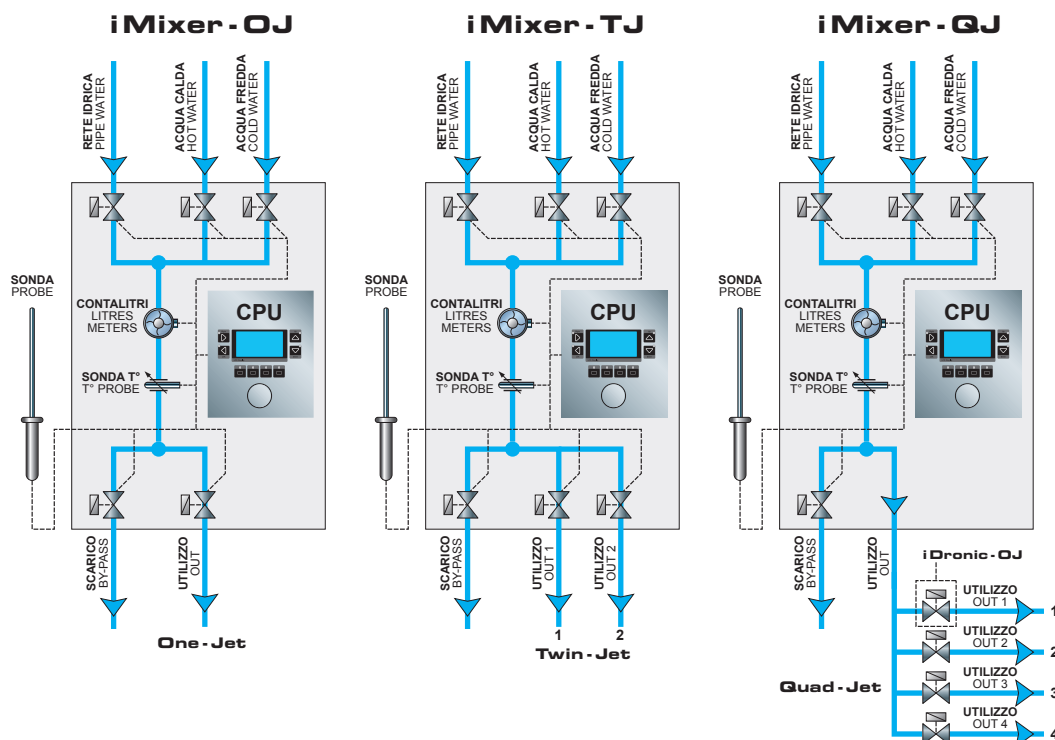 iMixer-OJ
RETE IDRICA
PIPE WATER
ACQUA CALDA
HOT WATER
ACQUA FREDDA
COLD WATER
SONDA
PROBE
CONTALITRI
LITRES
METERS
CPU
SONDA T°
T° PROBE
SCARICO
BY-PASS
UTILIZZO
OUT
One-Jet
iMixer-TJ
RETE IDRICA
PIPE WATER
ACQUA CALDA
HOT WATER
ACQUA FREDDA
COLD WATER
SONDA
PROBE
CONTALITRI
LITRES
METERS
CPU
SONDA T°
T° PROBE
SCARICO
BY-PASS
UTILIZZO
OUT 1
UTILIZZO
OUT 2
1
2
Twin-Jet
iMixer-QJ
RETE IDRICA
PIPE WATER
ACQUA CALDA
HOT WATER
ACQUA FREDDA
COLD WATER
SONDA
PROBE
CONTALITRI
LITRES
METERS
CPU
SONDA T°
T° PROBE
SCARICO
BY-PASS
UTILIZZO
OUT
iDronic-OJ
UTILIZZO
OUT 1
1
UTILIZZO
OUT 2
2
UTILIZZO
OUT 3
3
UTILIZZO
OUT 4
4
Quad-Jet